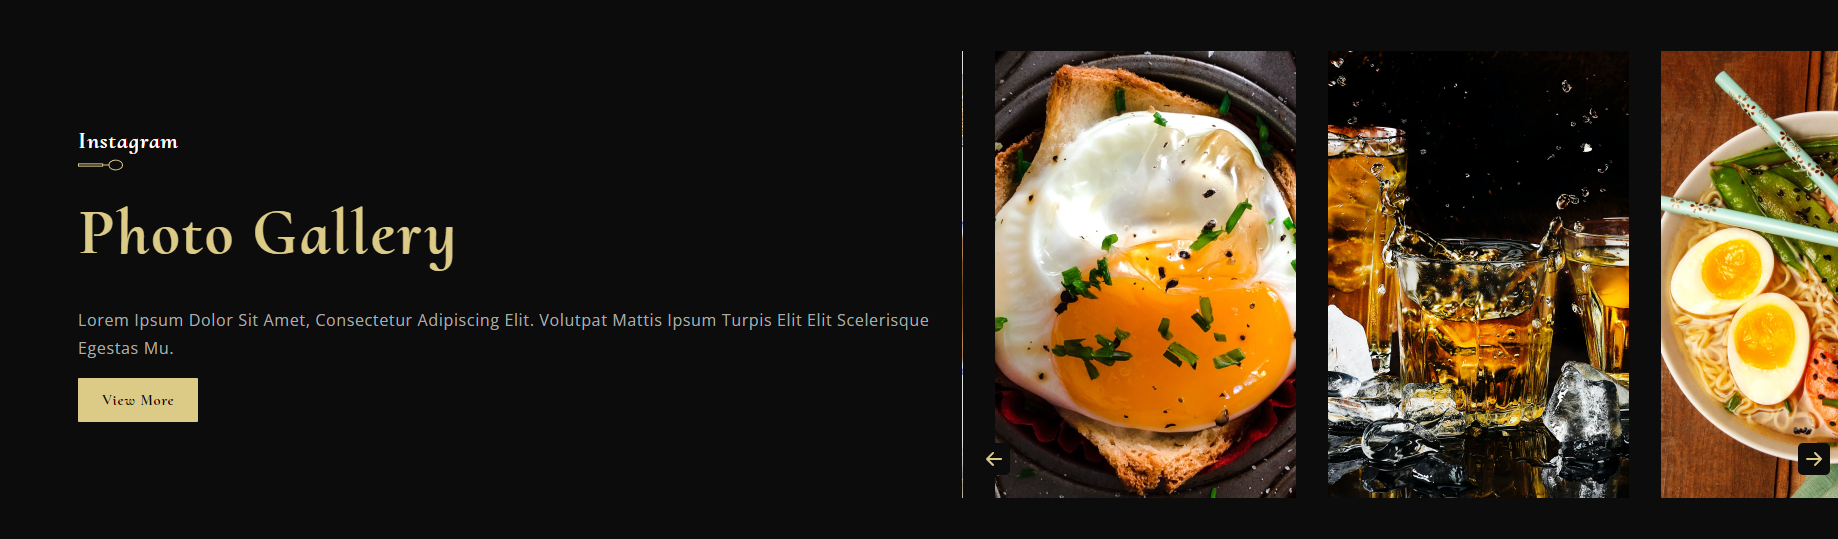 Instagram
Photo Gallery
Lorem Ipsum Dolor Sit Amet, Consectetur Adipiscing Elit. Volutpat Mattis Ipsum Turpis Elit Elit Scelerisque
Egestas Mu.
View More